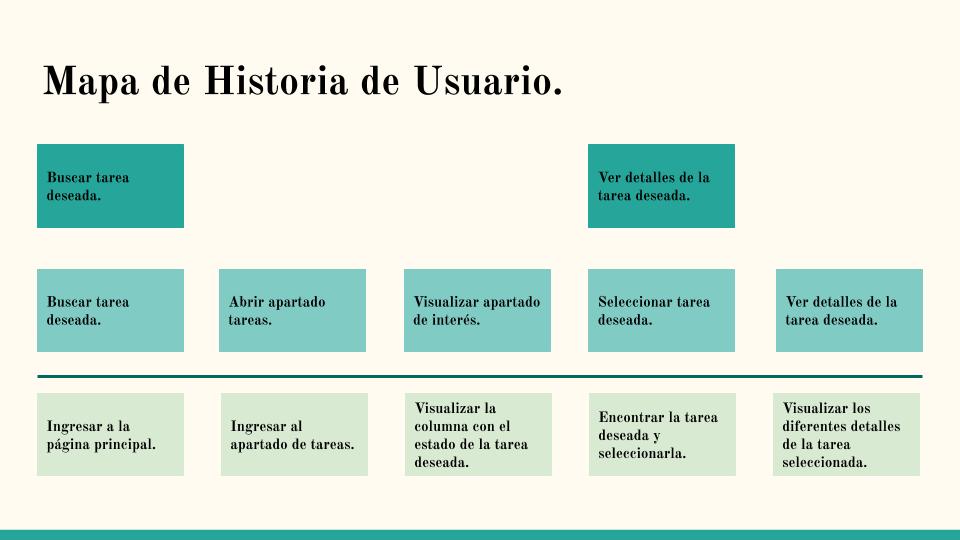 Mapa de Historia de Usuario.
Buscar tarea
deseada.
Ver detalles de la
tarea deseada.
Buscar tarea
deseada.
Abrir apartado
tareas.
Visualizar apartado
de interés.
Seleccionar tarea
deseada.
Ver detalles de la
tarea deseada.
Ingresar a la
página principal.
Ingresar al
apartado de tareas.
Visualizar la
columna con el
estado de la tarea
deseada.
Encontrar la tarea
deseada y
seleccionarla.
Visualizar los
diferentes detalles
de la tarea
seleccionada.